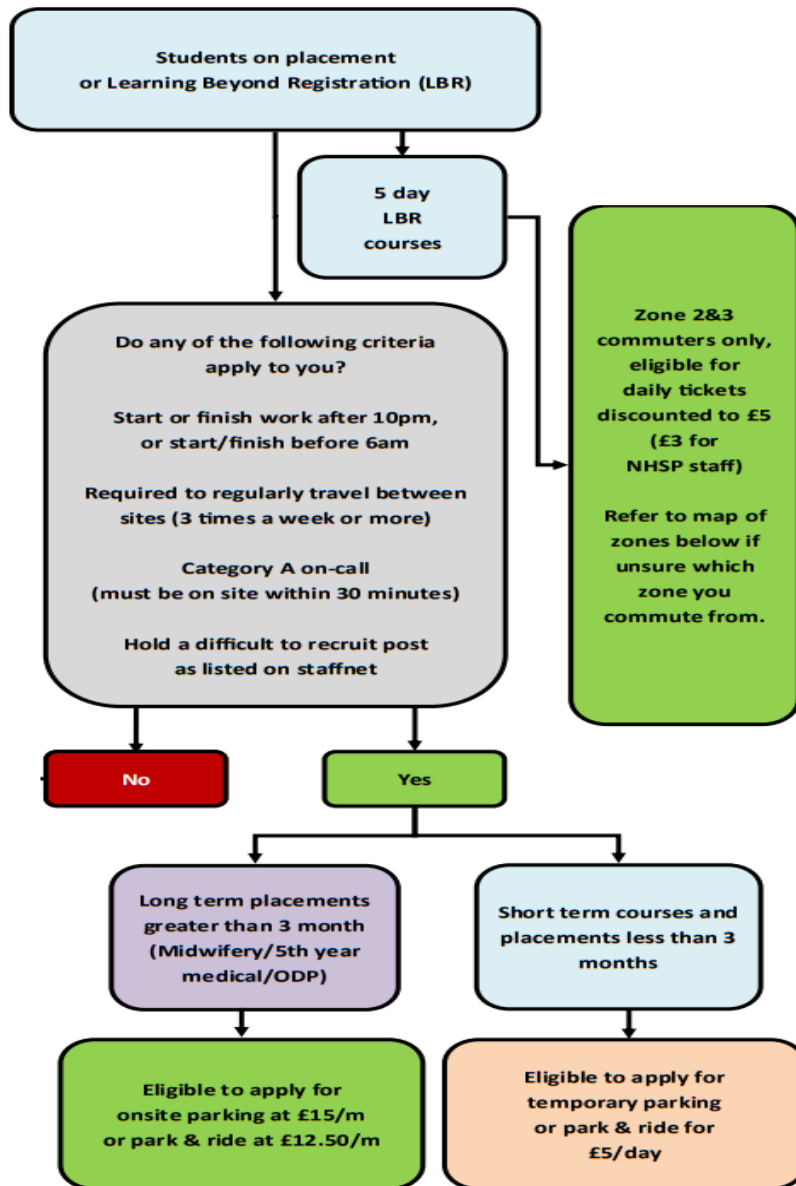 Students on placement
or Learning Beyond Registration (LBR)
5 day
LBR
courses
Zone 2&3
commuters only,
eligible for
daily tickets
discounted to £5
(£3 for
NHSP staff)
Refer to map of
zones below if
unsure which
zone you
commute from.
Do any of the following criteria
apply to you?
Start or finish work after 10pm,
or start/finish before 6am
Required to regularly travel between
sites (3 times a week or more)
Category A on-call
(must be on site within 30 minutes)
Hold a difficult to recruit post
as listed on staffnet
No
Yes
Long term placements
greater than 3 month
(Midwifery/5th year
medical/ODP)
Short term courses and
placements less than 3
months
Eligible to apply for
onsite parking at £15/m
or park & ride at £12.50/m
Eligible to apply for
temporary parking
or park & ride for
£5/day